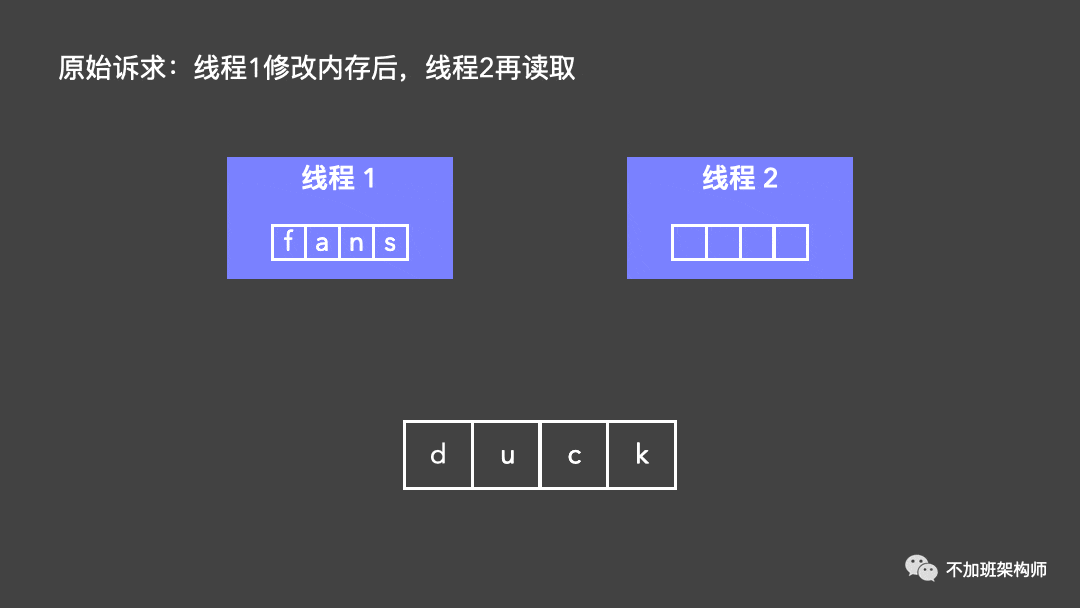 原始诉求：线程1修改内存后，线程2再读取
线程 1
线程 2
f a n s
d u c k
不加班架构师